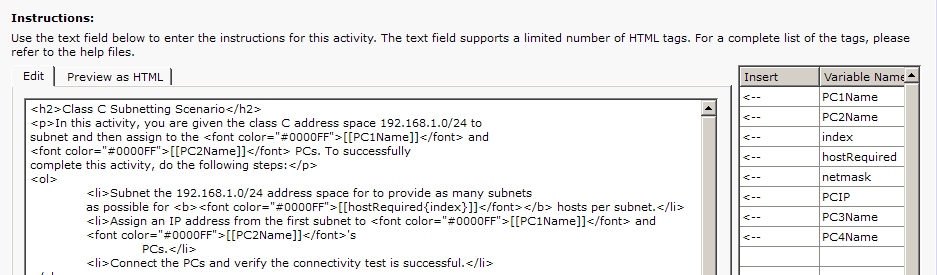 Instructions:
Use the text field below to enter the instructions for this activity. The text field supports a limited number of HTML tags. For a complete list of the tags, please
refer to the help files.
Edit Preview as HTML
<h2>Class C Subnetting Scenario</h2>
<p>In this activity, you are given the class C address space 192.168.1.0/24 to
subnet and then assign to the <font color="#0000FF">[[PC1Name]]</font> and
<font color="#0000FF">[[PC2Name]]</font> PCs. To successfully
complete this activity, do the following steps:</p>
<ol>
<li>Subnet the 192.168.1.0/24 address space for to provide as many subnets
as possible for <b><font color="#0000FF">[[hostRequired{index}]]</font></b> hosts per subnet.</li>
<li>Assign an IP address from the first subnet to <font color="#0000FF">[[PC1Name]]</font> and
<font color="#0000FF">[[PC2Name]]</font>'s
PCs.</li>
<li>Connect the PCs and verify the connectivity test is successful.</li>
Insert Variable Name
<-- PC1Name
<-- PC2Name
<-- index
<-- hostRequired
<-- netmask
<-- PCIP
<-- PC3Name
<-- PC4Name